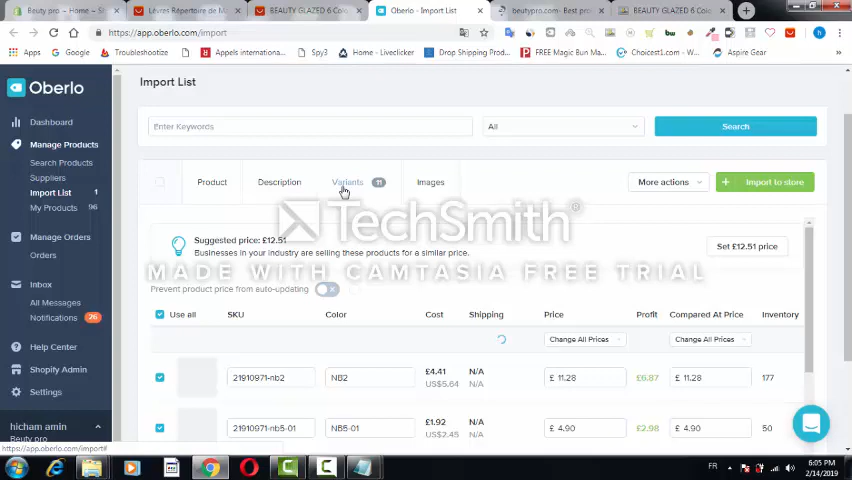 Beuty pro - Home - Sh
Lèvres Répertoire de M
BEAUTY GLAZED 6 Colo
Oberlo - Import List
beutypro.com- Best pro
BEAUTY GLAZED 6 Colo
https://app.oberlo.com/import
Google
Troubleootize
Appels internationali...
Spy3
Home - Liveclicker
Drop Shipping Prod
FREE Magic Bun Ma
Choicest1.com...
Aspire Gear
Oberlo
Import List
Enter Keywords
All
Search
Dashboard
Manage Products
Search Products
Suppliers
Import List 1
My Products 96
Manage Orders
Orders
Inbox
All Messages
Notifications 26
Help Center
Shopify Admin
Settings
hicham amin
Beuty pro
Product
Description
Variants 11
Images
More actions
+ Import to store
TechSmith®
MADE WITH CAMTASIA FREE TRIAL
Suggested price: £12.51
Businesses in your industry are selling these products for a similar price.
Set £12.51 price
Prevent product price from auto-updating
Use all SKU Color Cost Shipping Price Profit Compared At Price Inventory
Change All Prices Change All Prices
21910971-nb2 NB2 £4.41 N/A £ 11.28 £6.87 £ 11.28 177
US$5.64 N/A
21910971-nb5-01 NB5-01 £1.92 N/A £ 4.90 £2.98 £ 4.90 50
US$2.45 N/A
https://app.oberlo.com/import#
FR
6:05 PM
2/14/2019